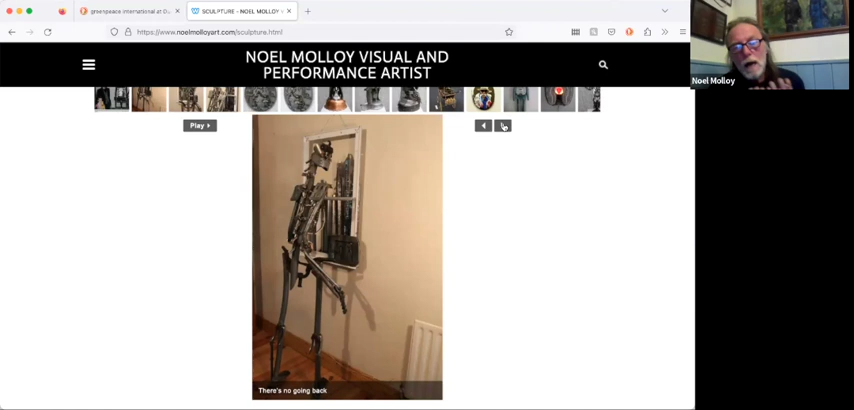 greenpeace international at Du
SCULPTURE - NOEL MOLLOY
https://www.noelmolloyart.com/sculpture.html
NOEL MOLLOY VISUAL AND
PERFORMANCE ARTIST
Noel Molloy
Play
There's no going back